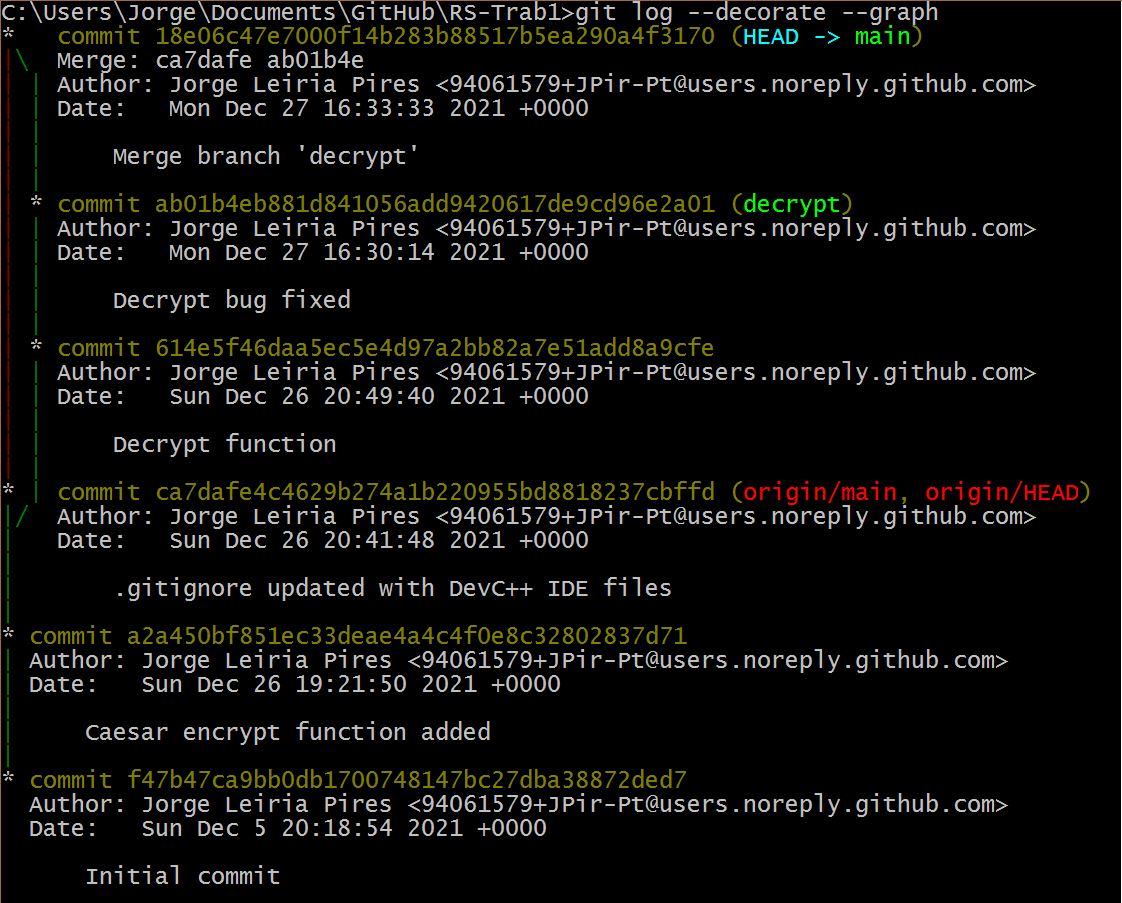 C:\Users\Jorge\Documents\GitHub\RS-Trab1>git log --decorate --graph
*   commit 18e06c47e7000f14b283b88517b5ea290a4f3170 (HEAD -> main)
|\  Merge: ca7dafe ab01b4e
| | Author: Jorge Leiria Pires <94061579+JPir-Pt@users.noreply.github.com>
| | Date:   Mon Dec 27 16:33:33 2021 +0000
| |
| |     Merge branch 'decrypt'
| |
| * commit ab01b4eb881d841056add9420617de9cd96e2a01 (decrypt)
| | Author: Jorge Leiria Pires <94061579+JPir-Pt@users.noreply.github.com>
| | Date:   Mon Dec 27 16:30:14 2021 +0000
| |
| |     Decrypt bug fixed
| |
| * commit 614e5f46daa5ec5e4d97a2bb82a7e51add8a9cfe
| | Author: Jorge Leiria Pires <94061579+JPir-Pt@users.noreply.github.com>
| | Date:   Sun Dec 26 20:49:40 2021 +0000
| |
| |     Decrypt function
| |
* | commit ca7dafe4c4629b274a1b220955bd8818237cbffd (origin/main, origin/HEAD)
|/  Author: Jorge Leiria Pires <94061579+JPir-Pt@users.noreply.github.com>
|   Date:   Sun Dec 26 20:41:48 2021 +0000
|
|       .gitignore updated with DevC++ IDE files
|
* commit a2a450bf851ec33deae4a4c4f0e8c32802837d71
| Author: Jorge Leiria Pires <94061579+JPir-Pt@users.noreply.github.com>
| Date:   Sun Dec 26 19:21:50 2021 +0000
|
|     Caesar encrypt function added
|
* commit f47b47ca9bb0db1700748147bc27dba38872ded7
  Author: Jorge Leiria Pires <94061579+JPir-Pt@users.noreply.github.com>
  Date:   Sun Dec 5 20:18:54 2021 +0000

      Initial commit